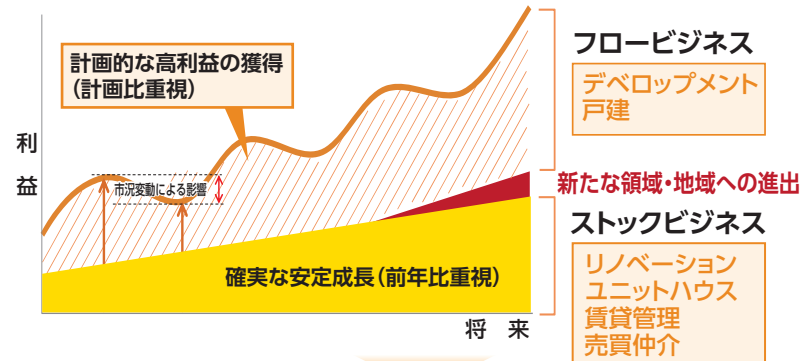 フロービジネス
計画的な高利益の獲得
（計画比重視）
デベロップメント
戸建
利益
市況変動による影響
新たな領域・地域への進出
ストックビジネス
確実な安定成長（前年比重視）
リノベーション
ユニットハウス
賃貸管理
売買仲介
将来